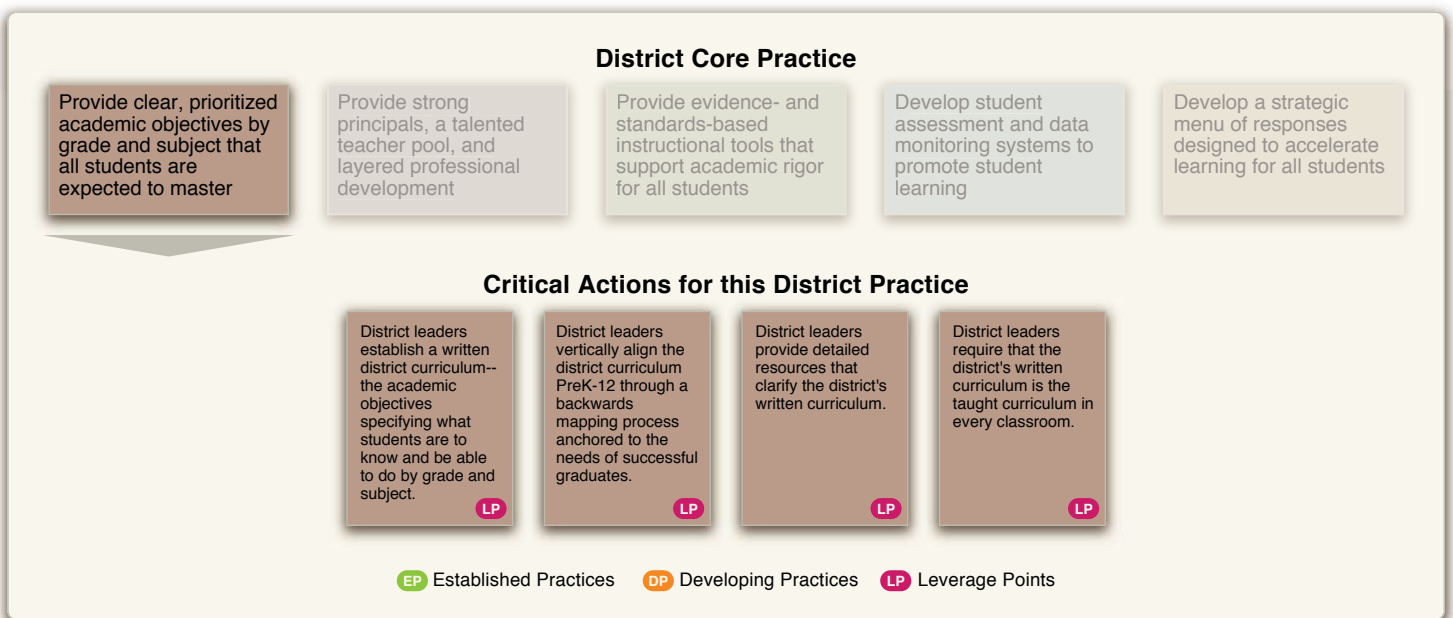 District Core Practice
Provide clear, prioritized
academic objectives by
grade and subject that
all students are
expected to master
Provide strong
principals, a talented
teacher pool, and
layered professional
development
Provide evidence- and
standards-based
instructional tools that
support academic rigor
for all students
Develop student
assessment and data
monitoring systems to
promote student
learning
Develop a strategic
menu of responses
designed to accelerate
learning for all students
Critical Actions for this District Practice
District leaders
establish a written
district curriculum--
the academic
objectives
specifying what
students are to
know and be able
to do by grade and
subject.
LP
District leaders
vertically align the
district curriculum
PreK-12 through a
backwards
mapping process
anchored to the
needs of successful
graduates.
LP
District leaders
provide detailed
resources that
clarify the district's
written curriculum.
LP
District leaders
require that the
district's written
curriculum is the
taught curriculum in
every classroom.
LP
EP Established Practices DP Developing Practices LP Leverage Points